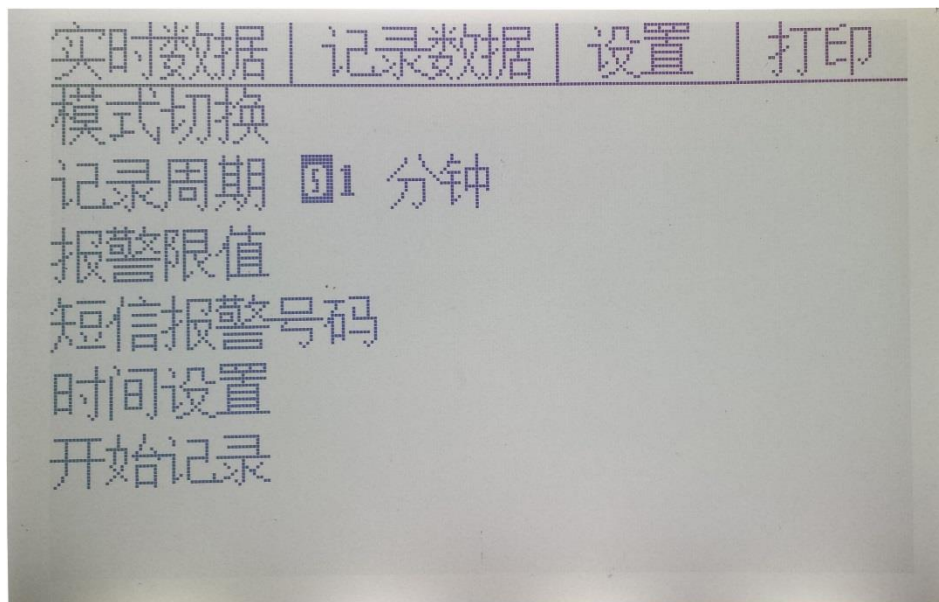 实时数据 | 记录数据 | 设置 | 打印
模式切换
记录周期 51 分钟
报警限值
短信报警号码
时间设置
开始记录